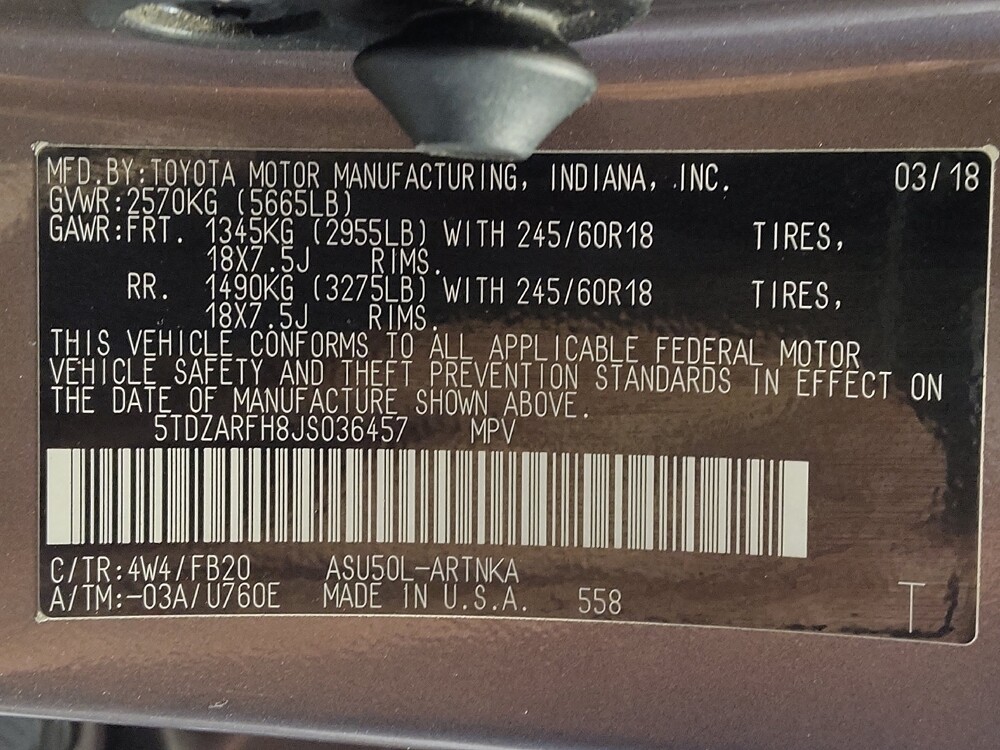 MFD.BY:TOYOTA MOTOR MANUFACTURING, INDIANA, INC. 03/18
GVWR:2570KG (5665LB)
GAWR:FRT. 1345KG (2955LB) WITH 245/60R18 TIRES,
18X7.5J RIMS.
RR. 1490KG (3275LB) WITH 245/60R18 TIRES,
18X7.5J RIMS.
THIS VEHICLE CONFORMS TO ALL APPLICABLE FEDERAL MOTOR
VEHICLE SAFETY AND THEFT PREVENTION STANDARDS IN EFFECT ON
THE DATE OF MANUFACTURE SHOWN ABOVE.
5TDZARFH8JS036457 MPV
C/TR:4W4/FB20 ASU50L-ARTNKA
A/TM:-03A/U760E MADE IN U.S.A. 558 T